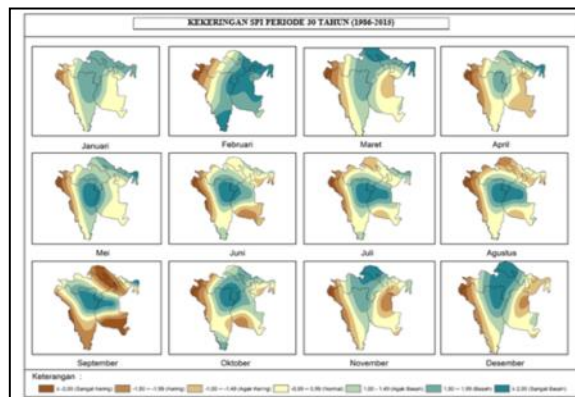 KEKERINGAN SPI PERIODE 30 TAHUN (1986-2015)
Januari
Februari
Maret
April
Mei
Juni
Juli
Agustus
September
Oktober
November
Desember
Keterangan :
(Sangat Kering)
(Kering)
(Agak Kering)
(Normal)
(Agak Basah)
(Basah)
(Sangat Basah)